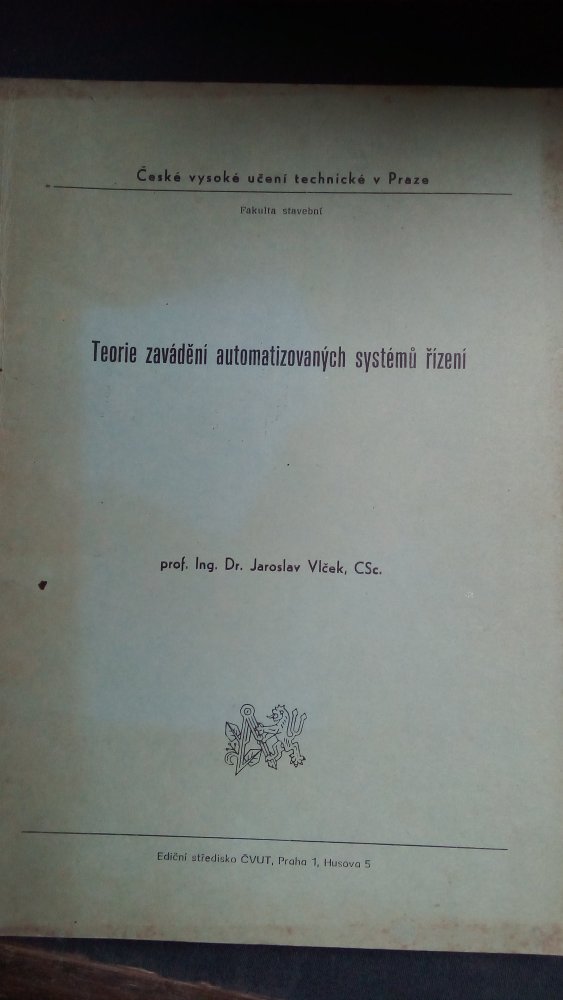 České vysoké učení technické v Praze
Fakulta stavební
Teorie zavádění automatizovaných systémů řízení
prof. Ing. Dr. Jaroslav Vlček, CSc.
Ediční středisko ČVUT, Praha 1, Husova 5